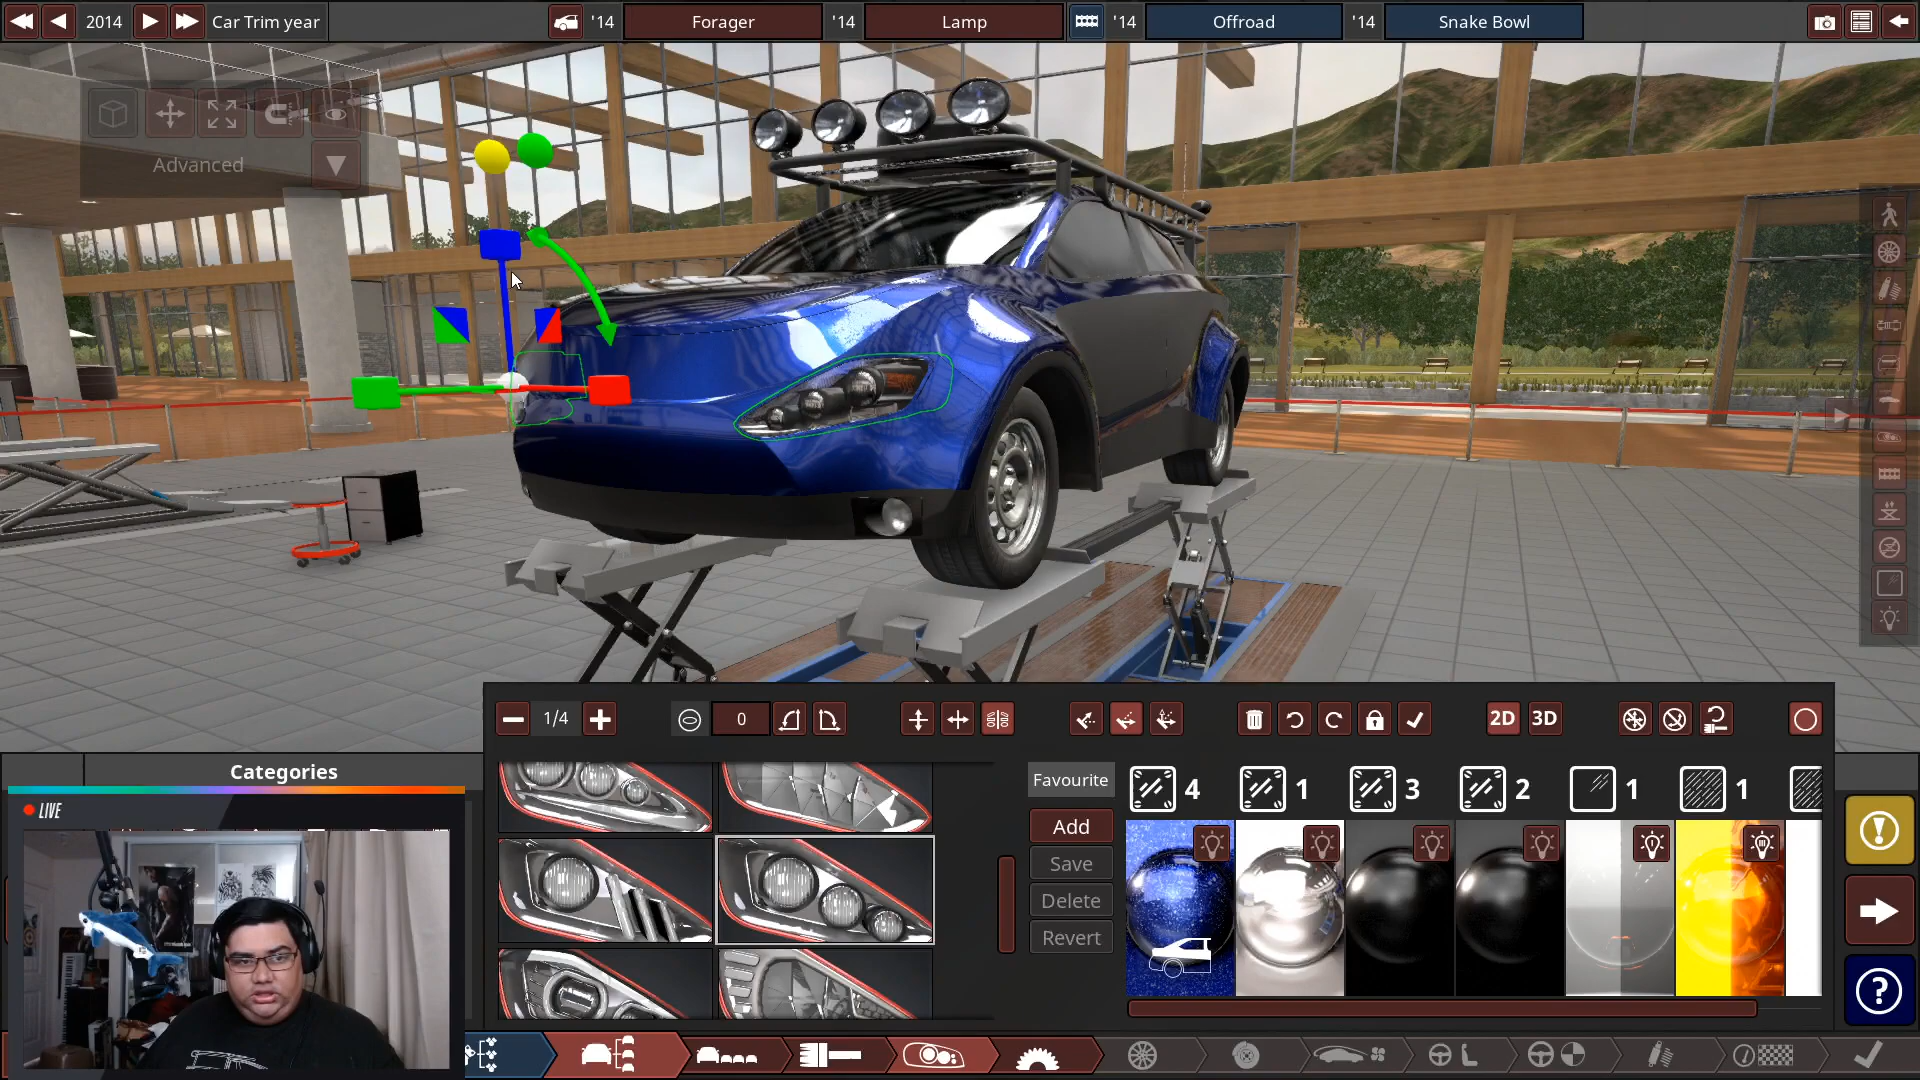 2014 Car Trim year '14 Forager '14 Lamp '14 Offroad '14 Snake Bowl
Advanced
1/4 0 2D 3D
Categories
LIVE
Favourite 4 1 3 2 1 1
Add
Save
Delete
Revert